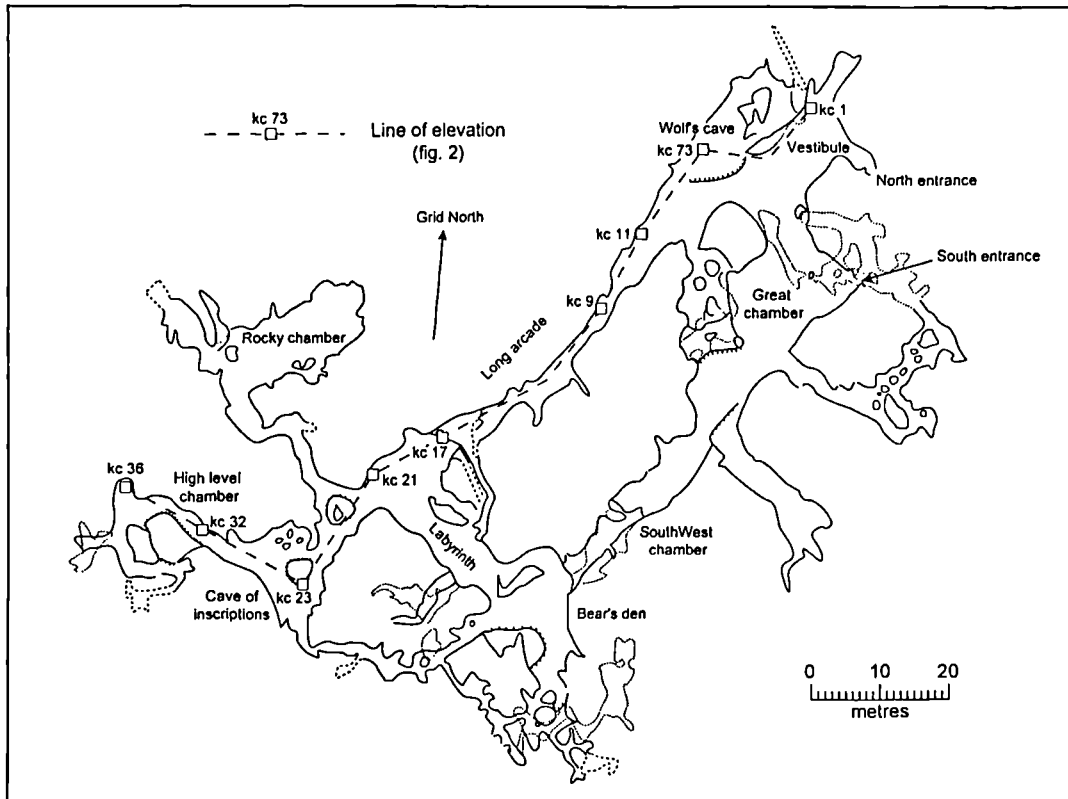 kc 73
Line of elevation
(fig. 2)
Grid North
kc 1
Wolf's cave
kc 73
Vestibule
North entrance
kc 11
South entrance
kc 9
Great
chamber
Rocky chamber
Long arcade
kc 17
kc 36
High level
chamber
kc 21
kc 32
Labyrinth
SouthWest
chamber
kc 23
Cave of
inscriptions
Bear's den
0 10 20
metres